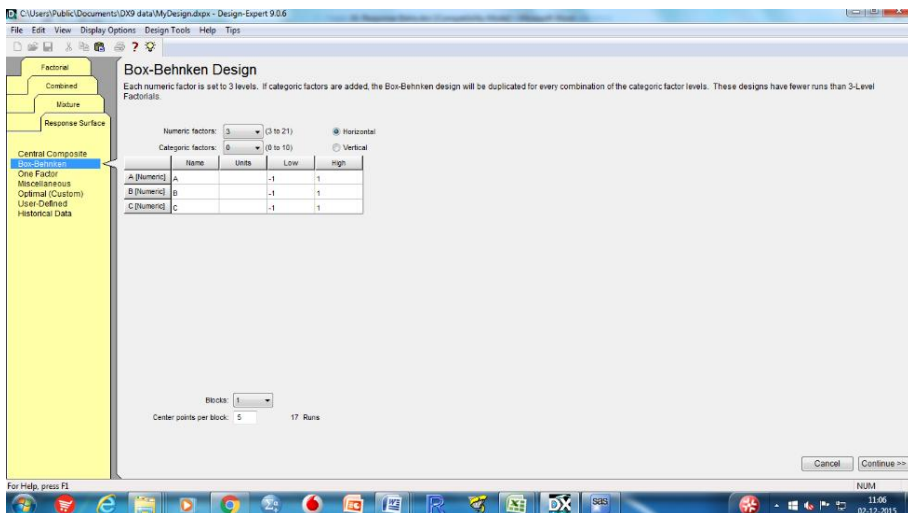 C:\Users\Public\Documents\DX9 data\MyDesign.dxpx - Design-Expert 9.0.6
File Edit View Display Options Design Tools Help Tips
Factorial
Combined
Mixture
Response Surface
Central Composite
Box-Behnken
One Factor
Miscellaneous
Optimal (Custom)
User-Defined
Historical Data
Box-Behnken Design
Each numeric factor is set to 3 levels. If categoric factors are added, the Box-Behnken design will be duplicated for every combination of the categoric factor levels. These designs have fewer runs than 3-Level
Factorials.
Numeric factors: 3 (3 to 21) Horizontal
Categoric factors: 0 (0 to 10) Vertical
Name Units Low High
A [Numeric] A -1 1
B [Numeric] B -1 1
C [Numeric] C -1 1
Blocks: 1
Center points per block: 5 17 Runs
Cancel Continue >>
For Help, press F1 NUM
R DX sas
11:06
02-12-2015